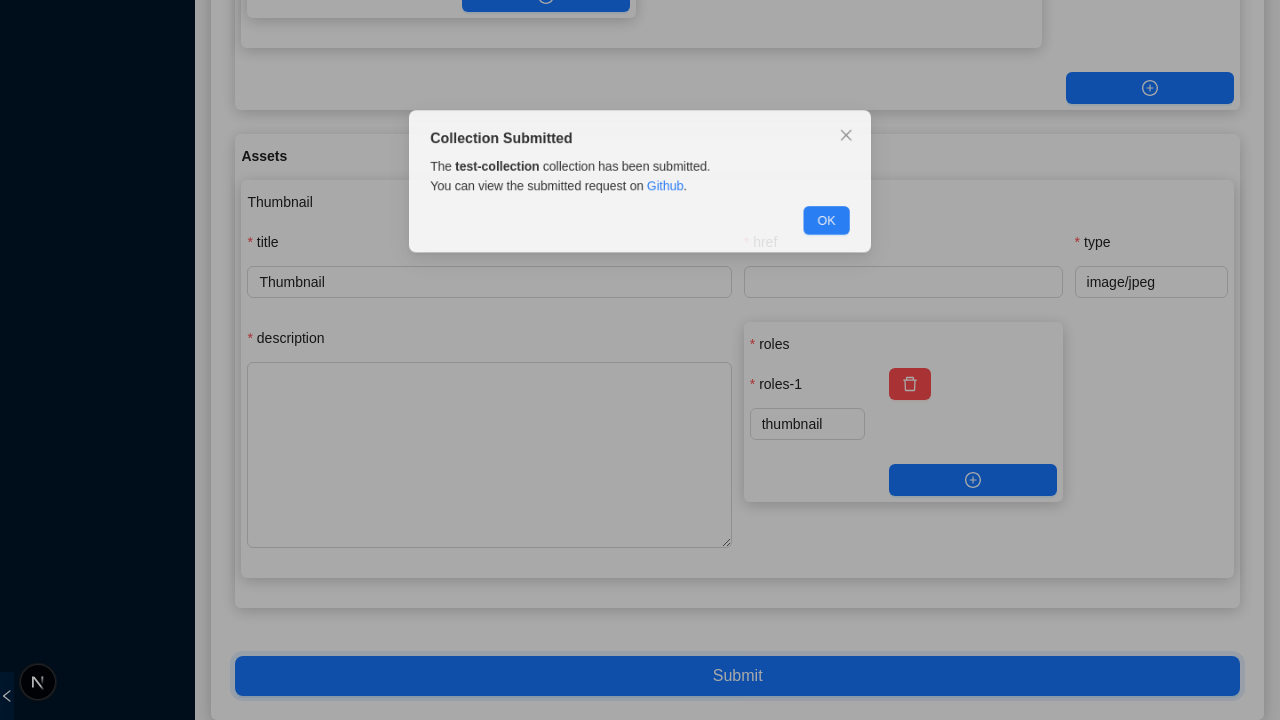 Collection Submitted
The test-collection collection has been submitted.
You can view the submitted request on Github.
OK
Assets
Thumbnail
* title
* href
* type
Thumbnail
image/jpeg
* description
* roles
* roles-1
thumbnail
Submit
N